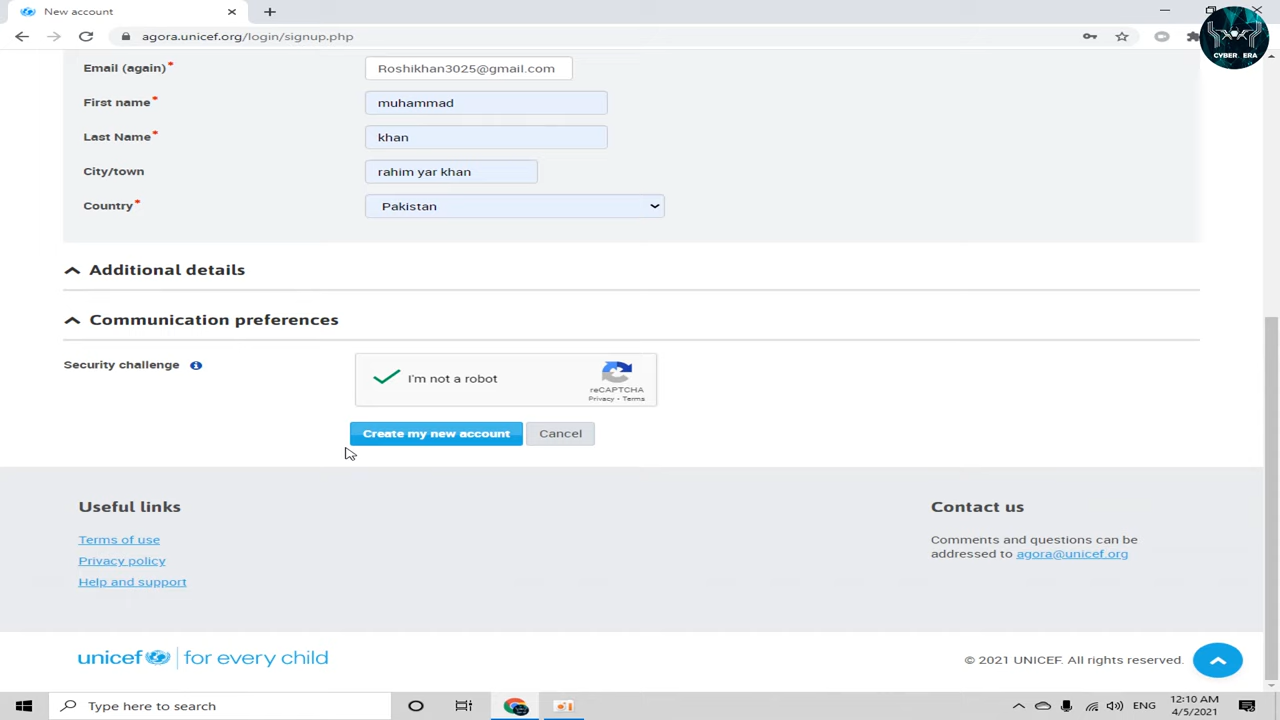 New account
agora.unicef.org/login/signup.php
CYBER ERA
Email (again)*
Roshikhan3025@gmail.com
First name*
muhammad
Last Name*
khan
City/town
rahim yar khan
Country*
Pakistan
Additional details
Communication preferences
Security challenge
I'm not a robot
reCAPTCHA
Privacy - Terms
Create my new account
Cancel
Useful links
Contact us
Terms of use
Comments and questions can be
addressed to agora@unicef.org
Privacy policy
Help and support
unicef for every child
© 2021 UNICEF. All rights reserved.
Type here to search
ENG
12:10 AM
4/5/2021